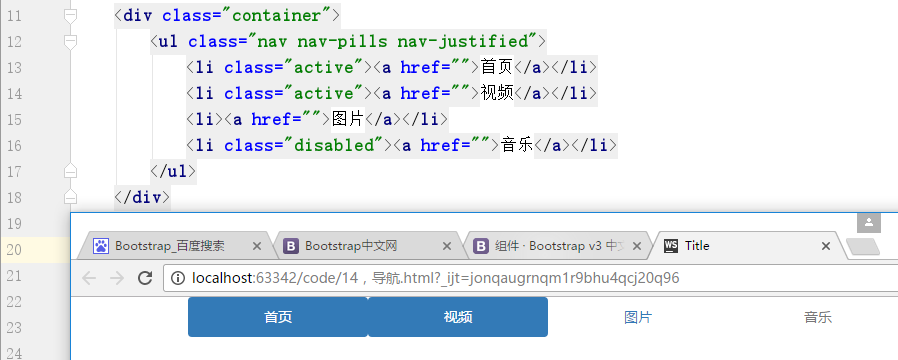 11 <div class="container">
12 <ul class="nav nav-pills nav-justified">
13 <li class="active"><a href="">首页</a></li>
14 <li class="active"><a href="">视频</a></li>
15 <li><a href="">图片</a></li>
16 <li class="disabled"><a href="">音乐</a></li>
17 </ul>
18 </div>
19
20
21
22
23
24
Bootstrap_百度搜索 Bootstrap中文网 组件 · Bootstrap v3 中文 WS Title
localhost:63342/code/14，导航.html?_ijt=jonqaugrnqm1r9bhu4qcj20q96
首页 视频 图片 音乐